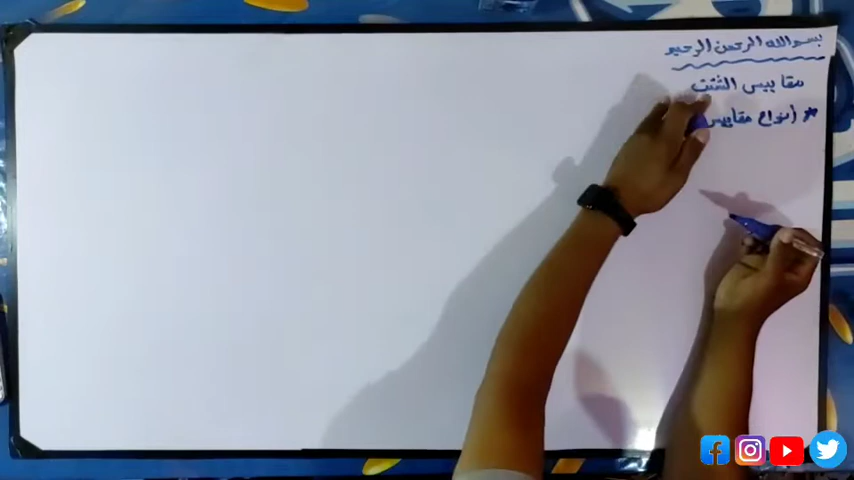 بسم الله الرحمن الرحيم
مقاييس التشتت
* أنواع مقاييس